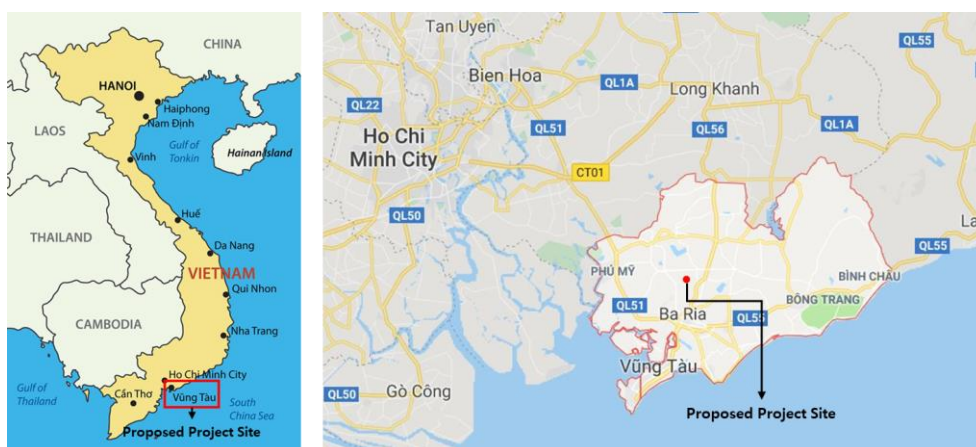 CHINA
HANOI
Haiphong
Nam Định
LAOS
Gulf of
Tonkin
Hainan Island
Vinh
Huế
THAILAND
Da Nang
VIETNAM
Qui Nhon
CAMBODIA
Nha Trang
Ho Chi Minh City
Gulf of
Thailand
Cần Thơ
Vũng Tàu
South
China Sea
Proposed Project Site
Tan Uyen
QL55
Bien Hoa
QL1A
Long Khanh
QL22
Ho Chi
Minh City
QL51
QL56
QL1A
CT01
QL50
La
QL55
PHÚ MỸ
BÌNH CHÂU
QL51
Ba Ria
QL55
BÔNG TRANG
Vũng Tàu
QL50
Gò Công
Proposed Project Site